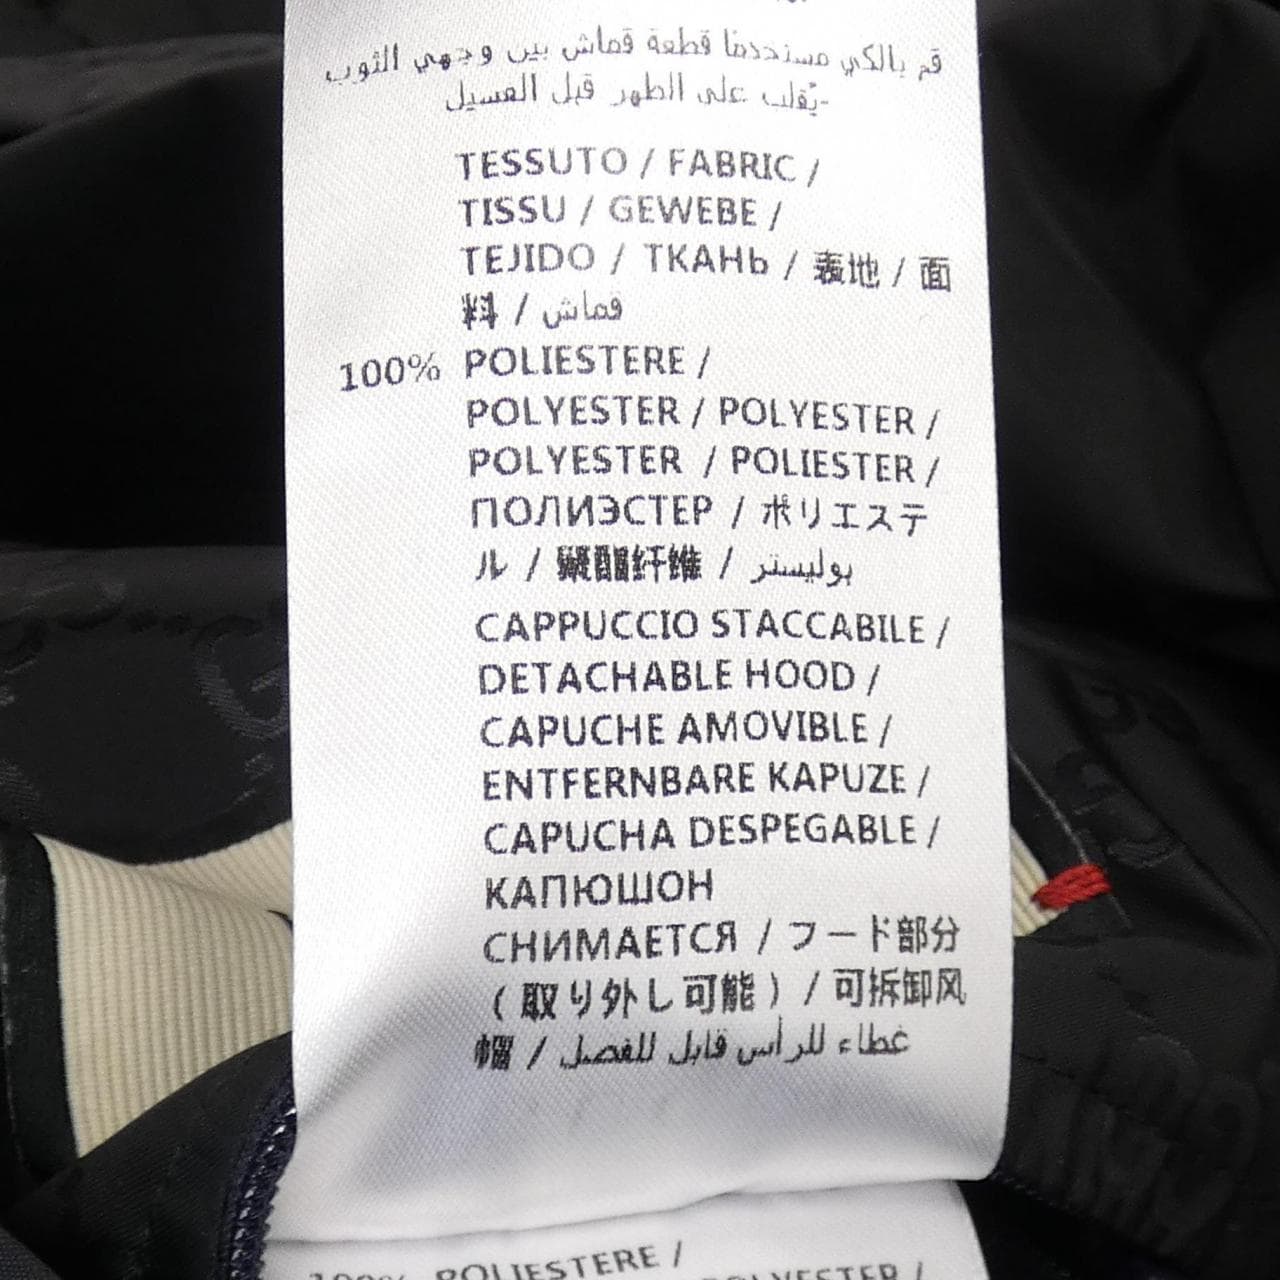 قم بالكي مستخدمًا قطعة قماش بين وجهي الثوب
-يُقلب على الظهر قبل الغسيل
TESSUTO / FABRIC /
TISSU / GEWEBE /
TEJIDO / ТКАНЬ / 表地 / 面
料 / قماش
100% POLIESTERE /
POLYESTER / POLYESTER /
POLYESTER / POLIESTER /
ПОЛИЭСТЕР / ポリエステ
ル / 聚酯纤维 / بوليستر
CAPPUCCIO STACCABILE /
DETACHABLE HOOD /
CAPUCHE AMOVIBLE /
ENTFERNBARE KAPUZE /
CAPUCHA DESPEGABLE /
КАПЮШОН
СНИМАЕТСЯ / フード部分
(取り外し可能) / 可拆卸风
帽 / غطاء للرأس قابل للفصل
100% POLIESTERE /
POLYESTER /